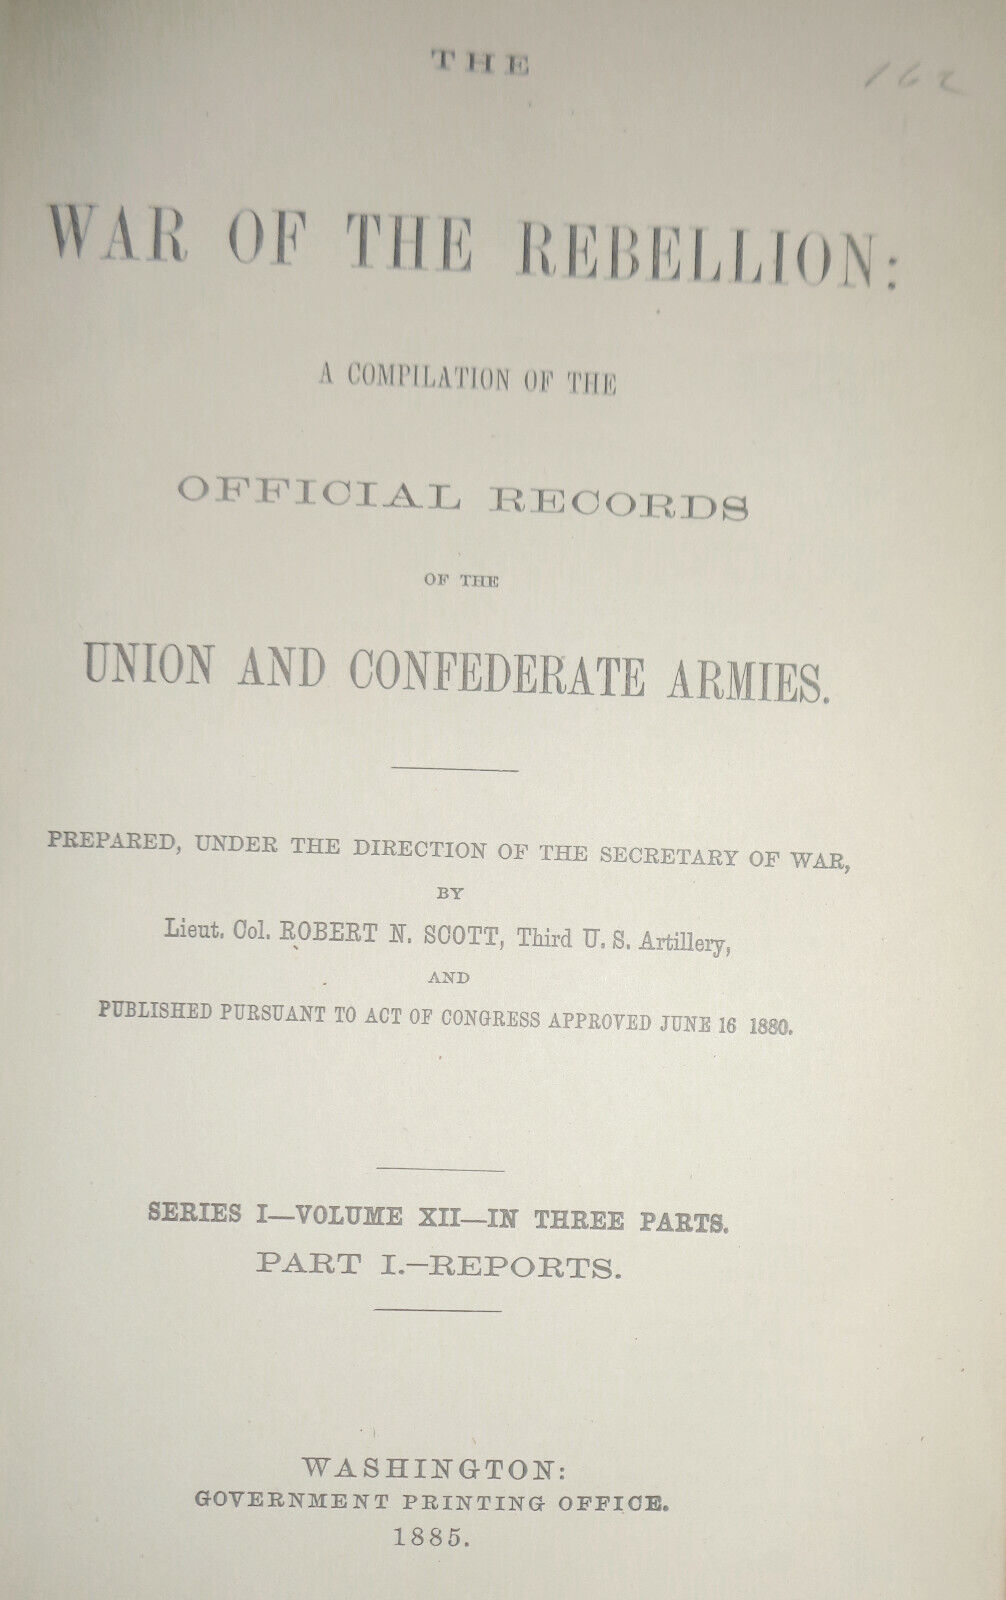 THE
162
WAR OF THE REBELLION:
A COMPILATION OF THE
OFFICIAL RECORDS
OF THE
UNION AND CONFEDERATE ARMIES.
PREPARED, UNDER THE DIRECTION OF THE SECRETARY OF WAR,
BY
Lieut. Col. ROBERT N. SCOTT, Third U. S. Artillery,
AND
PUBLISHED PURSUANT TO ACT OF CONGRESS APPROVED JUNE 16 1880.
SERIES I—VOLUME XII—IN THREE PARTS.
PART I.—REPORTS.
WASHINGTON:
GOVERNMENT PRINTING OFFICE.
1885.